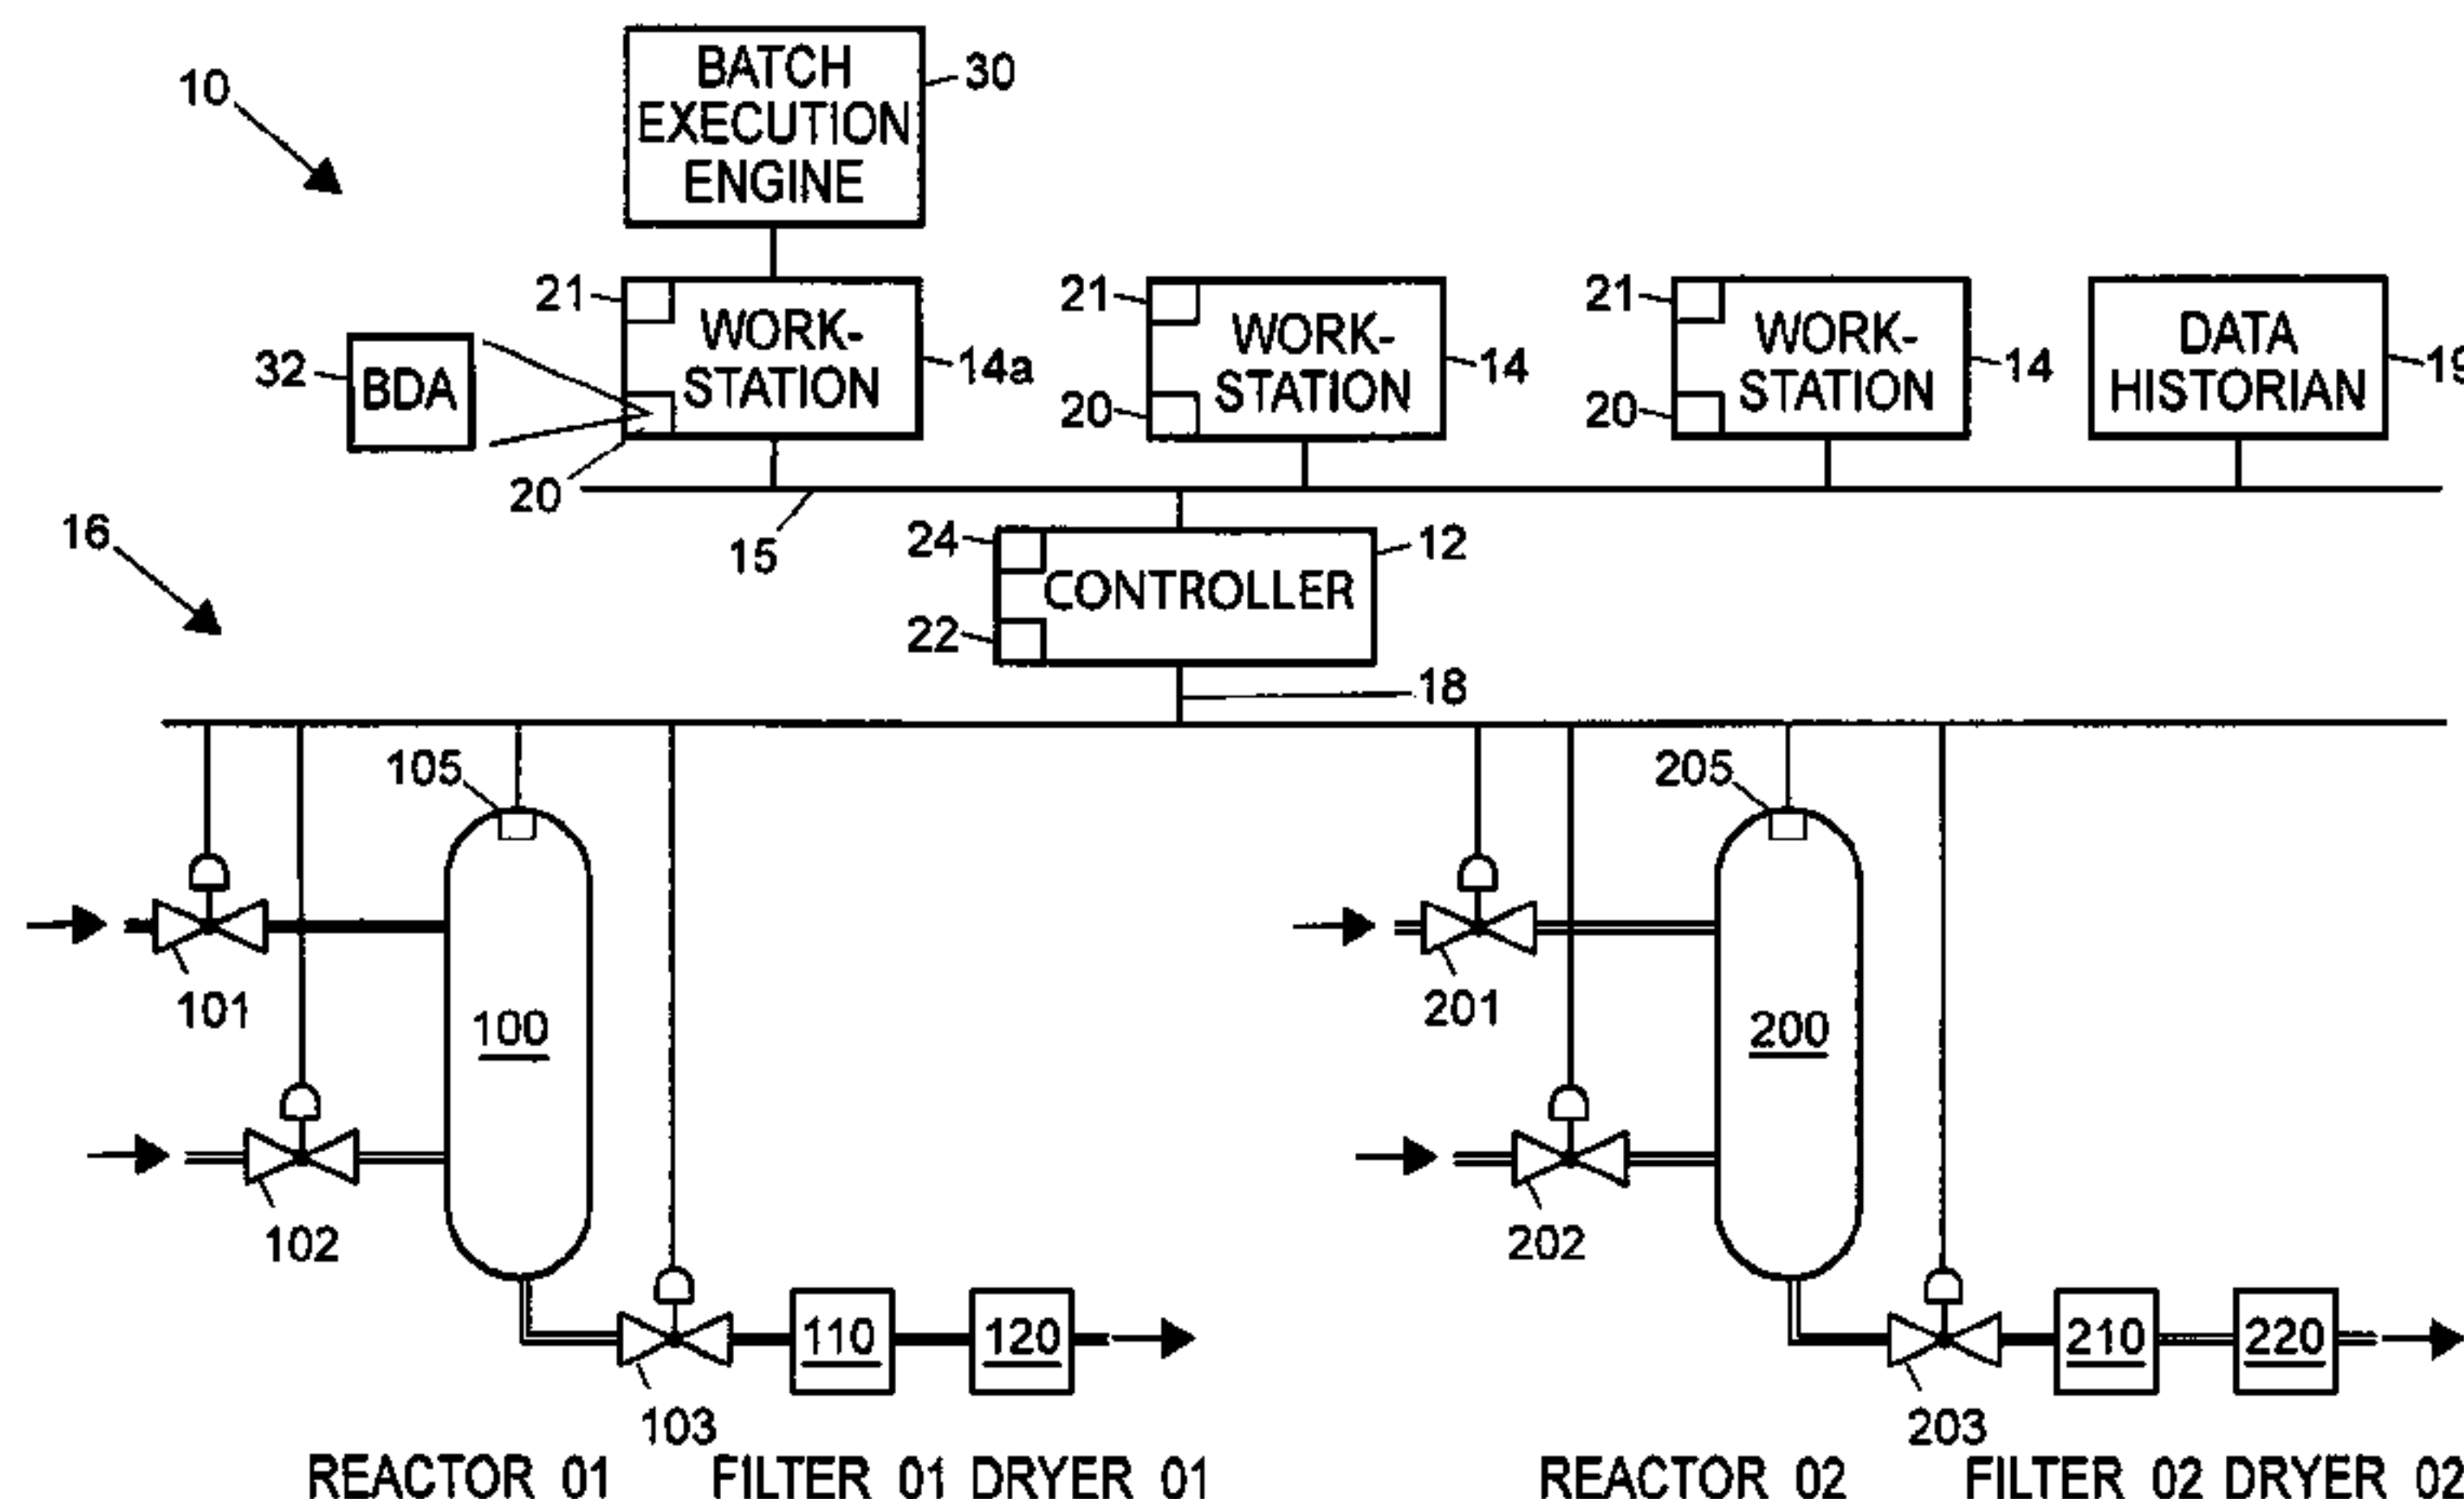 BATCH
EXECUTION
ENGINE
30
10
21
WORK-
STATION
14a
21
WORK-
STATION
14
21
WORK-
STATION
14
DATA
HISTORIAN
19
32
BDA
20
20
20
15
16
24
CONTROLLER
12
22
18
105
205
101
100
201
200
102
202
103
110
120
203
210
220
REACTOR 01
FILTER 01
DRYER 01
REACTOR 02
FILTER 02
DRYER 02